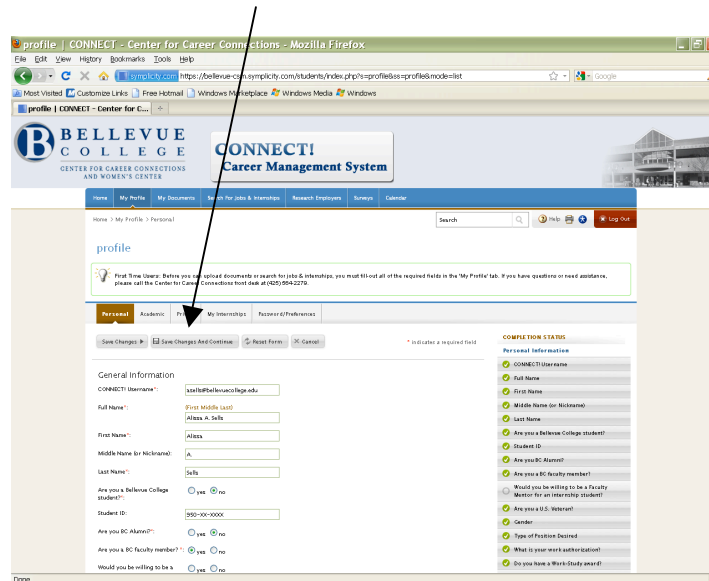 profile | CONNECT - Center for Career Connections - Mozilla Firefox
File Edit View History Bookmarks Tools Help
symplicity.com https://bellevue-csm.symplicity.com/students/index.php?s=profile&ss=profile&mode=list
Google
Most Visited Customize Links Free Hotmail Windows Marketplace Windows Media Windows
profile | CONNECT - Center for C...
BELLEVUE
COLLEGE
CENTER FOR CAREER CONNECTIONS
AND WOMEN'S CENTER
CONNECT!
Career Management System
Home My Profile My Documents Search For Jobs & Internships Research Employers Surveys Calendar
Home > My Profile > Personal
Search
Help
Log Out
profile
First Time Users: Before you can upload documents or search for jobs & internships, you must fill-out all of the required fields in the 'My Profile' tab. If you have questions or need assistance,
please call the Center for Career Connections front desk at (425) 564-2279.
Personal Academic My Internships Password/Preferences
Save Changes Save Changes And Continue Reset Form Cancel
* indicates a required field
General Information
CONNECT! Username*: a.sells@bellevuecollege.edu
Full Name*: (First Middle Last)
Alissa A. Sells
First Name*: Alissa
Middle Name (or Nickname): A.
Last Name*: Sells
Are you a Bellevue College
student?*: yes no
Student ID: 950-XX-XXXX
Are you BC Alumni?*: yes no
Are you a BC faculty member?*: yes no
Would you be willing to be a yes no
COMPLETION STATUS
Personal Information
CONNECT! Username
Full Name
First Name
Middle Name (or Nickname)
Last Name
Are you a Bellevue College student?
Student ID
Are you BC Alumni?
Are you a BC faculty member?
Would you be willing to be a Faculty
Mentor for an internship student?
Are you a U.S. Veteran?
Gender
Type of Position Desired
What is your work authorization?
Do you have a Work-Study award?
Done